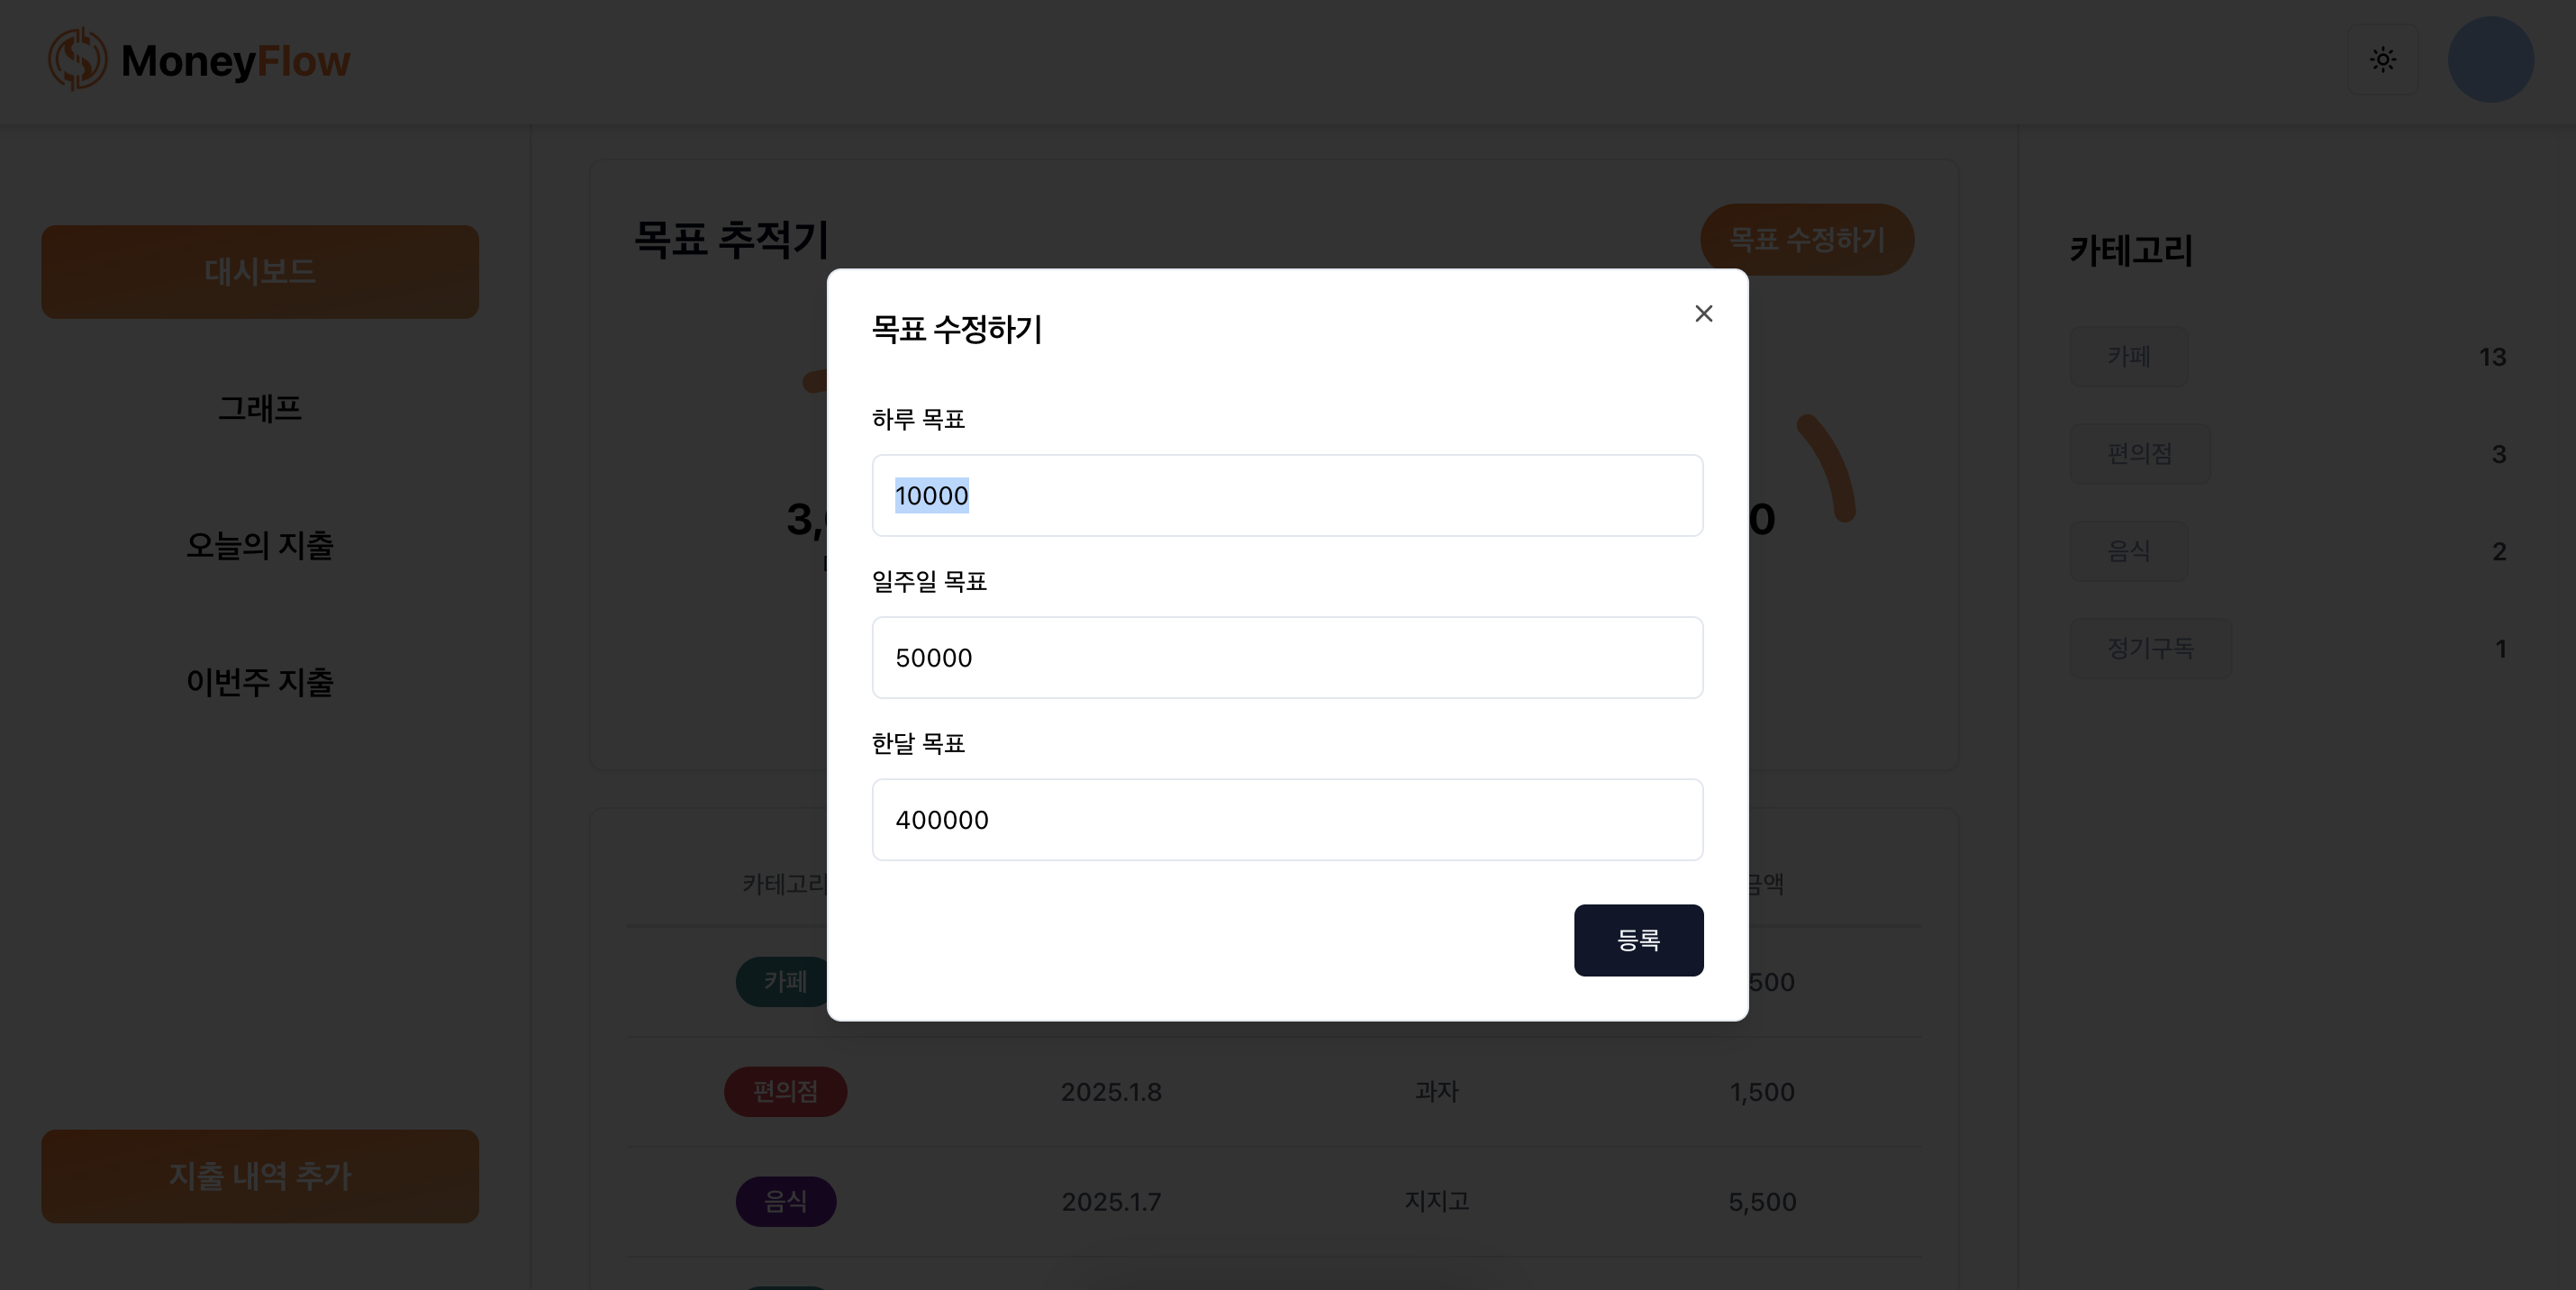 MoneyFlow
대시보드
그래프
오늘의 지출
이번주 지출
지출 내역 추가
목표 추적기
목표 수정하기
3,
0
목표 수정하기
하루 목표
10000
일주일 목표
50000
한달 목표
400000
등록
카테고리
금액
카페
500
편의점 2025.1.8 과자 1,500
음식 2025.1.7 지지고 5,500
카테고리
카페 13
편의점 3
음식 2
정기구독 1